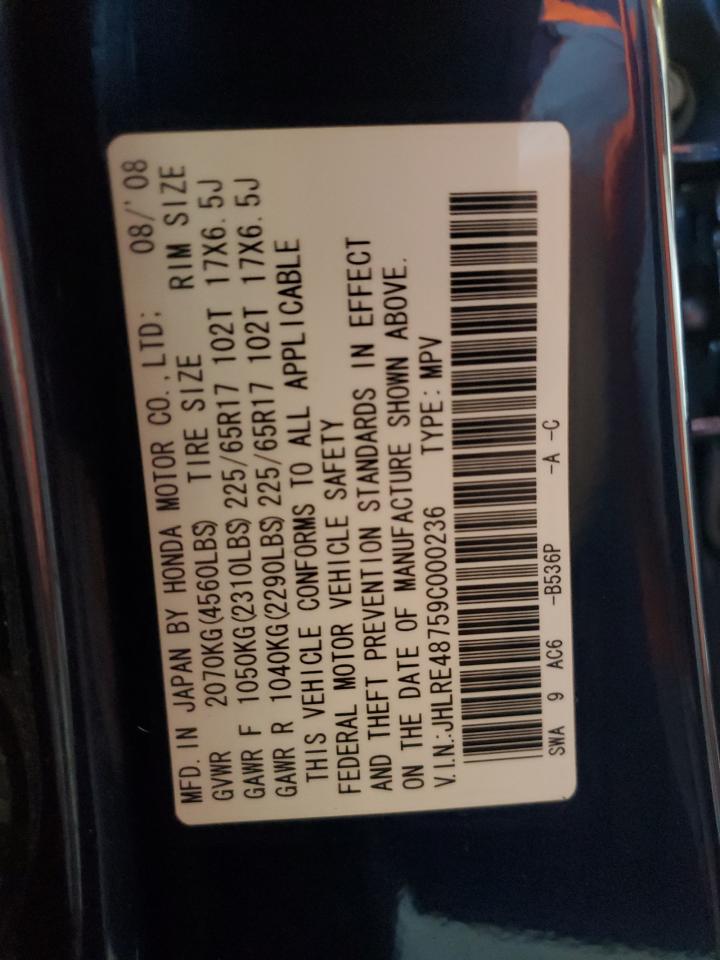 MFD. IN JAPAN BY HONDA MOTOR CO., LTD. 08/'08
GVWR 2070KG(4560LBS) TIRE SIZE RIM SIZE
GAWR F 1050KG(2310LBS)225/65R17 102T 17X6.5J
GAWR R 1040KG(2290LBS)225/65R17 102T 17X6.5J
THIS VEHICLE CONFORMS TO ALL APPLICABLE
FEDERAL MOTOR VEHICLE SAFETY
AND THEFT PREVENTION STANDARDS IN EFFECT
ON THE DATE OF MANUFACTURE SHOWN ABOVE.
V.I.N.:JHLRE48759C000236 TYPE: MPV
SWA 9 AC6 -B536P -A -C